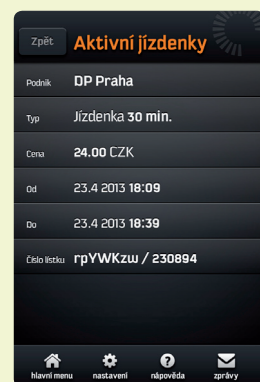 Zpět Aktivní jízdenky
Podnik DP Praha
Typ Jízdenka 30 min.
Cena 24.00 CZK
Od 23.4 2013 18:09
Do 23.4 2013 18:39
Číslo lístku rpYWKzw / 230894
hlavní menu nastavení nápověda zprávy